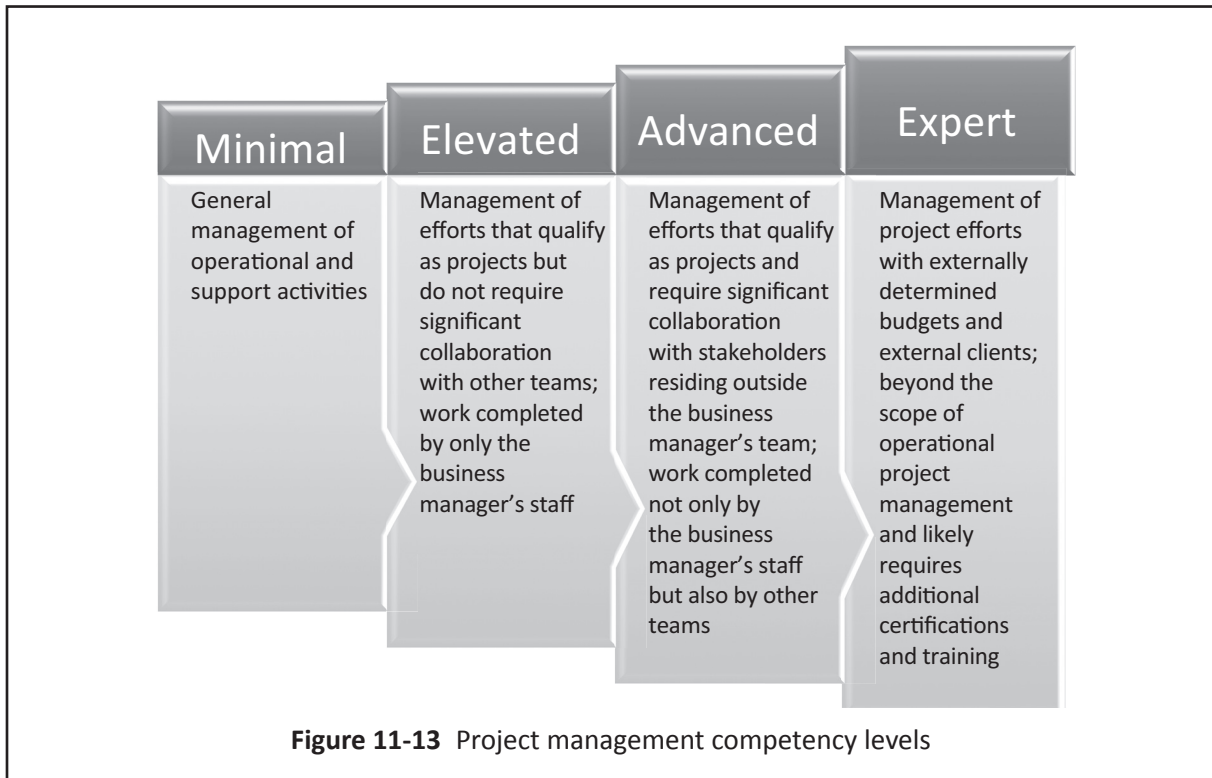 Minimal
General
management of
operational and
support activities
Elevated
Management of
efforts that qualify
as projects but
do not require
significant
collaboration
with other teams;
work completed
by only the
business
manager's staff
Advanced
Management of
efforts that qualify
as projects and
require significant
collaboration
with stakeholders
residing outside
the business
manager's team;
work completed
not only by
the business
manager's staff
but also by other
teams
Expert
Management of
project efforts
with externally
determined
budgets and
external clients;
beyond the
scope of
operational
project
management
and likely
requires
additional
certifications
and training
Figure 11-13 Project management competency levels